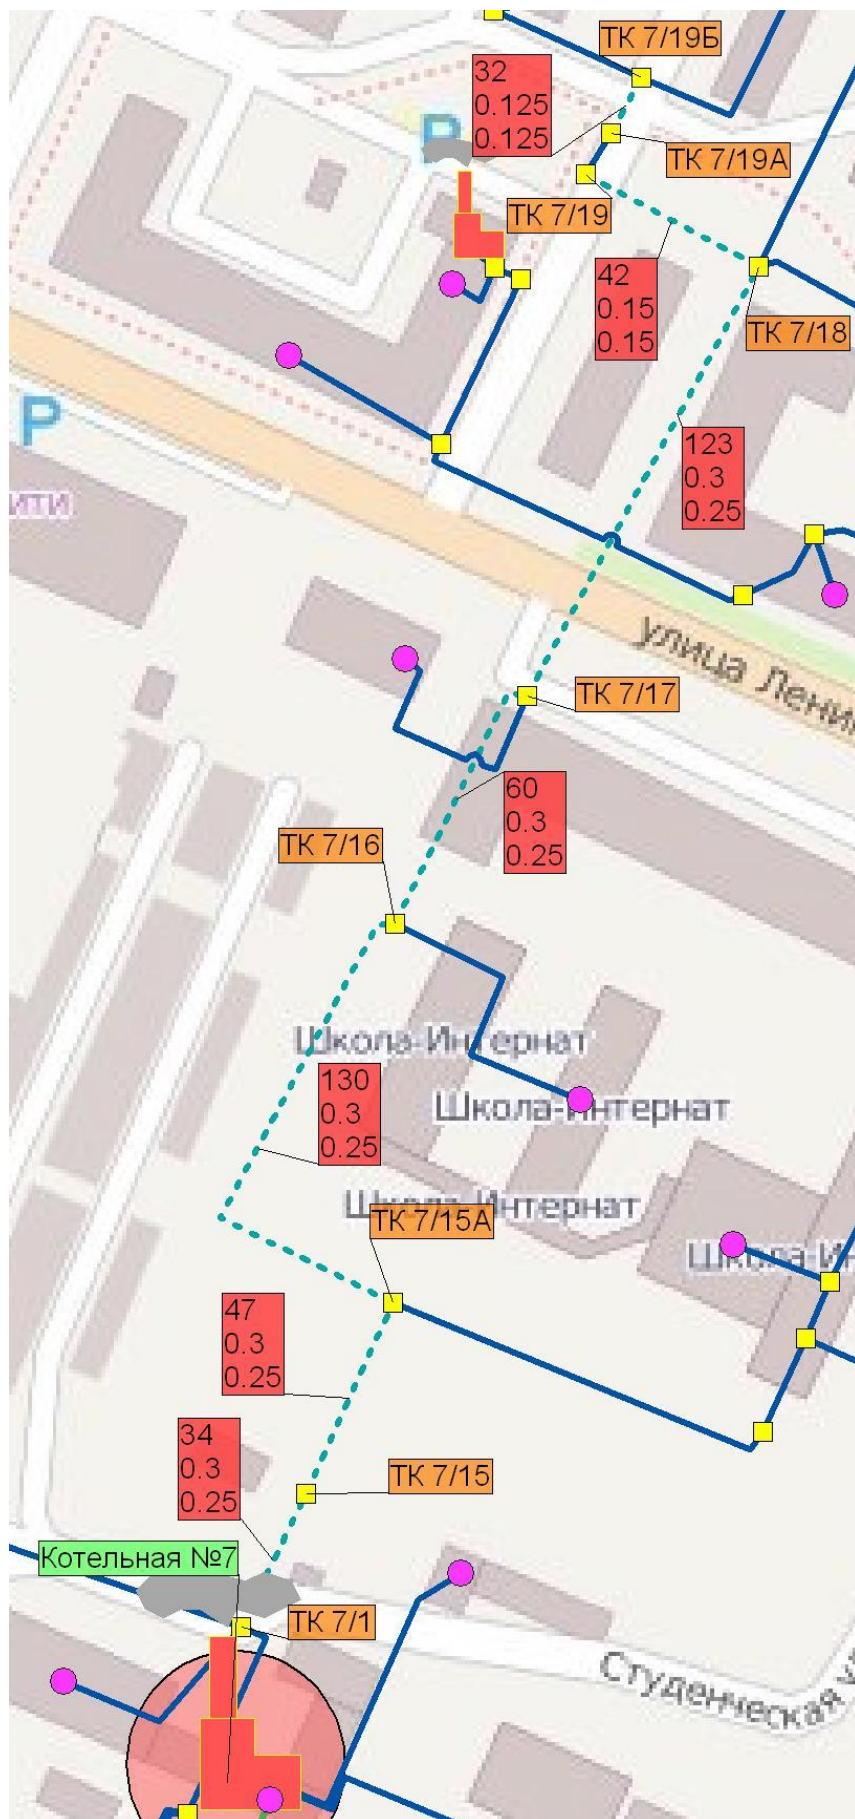 ТК 7/19Б
32
0.125
0.125
P
ТК 7/19А
ТК 7/19
42
0.15
0.15
ТК 7/18
P
123
0.3
0.25
ити
улица Лени
ТК 7/17
60
0.3
0.25
ТК 7/16
Школа-Интернат
130
0.3
0.25
Школа-Интернат
Школа-Интернат
ТК 7/15А
Школа-Ин
47
0.3
0.25
34
0.3
0.25
ТК 7/15
Котельная №7
ТК 7/1
Студенческая у